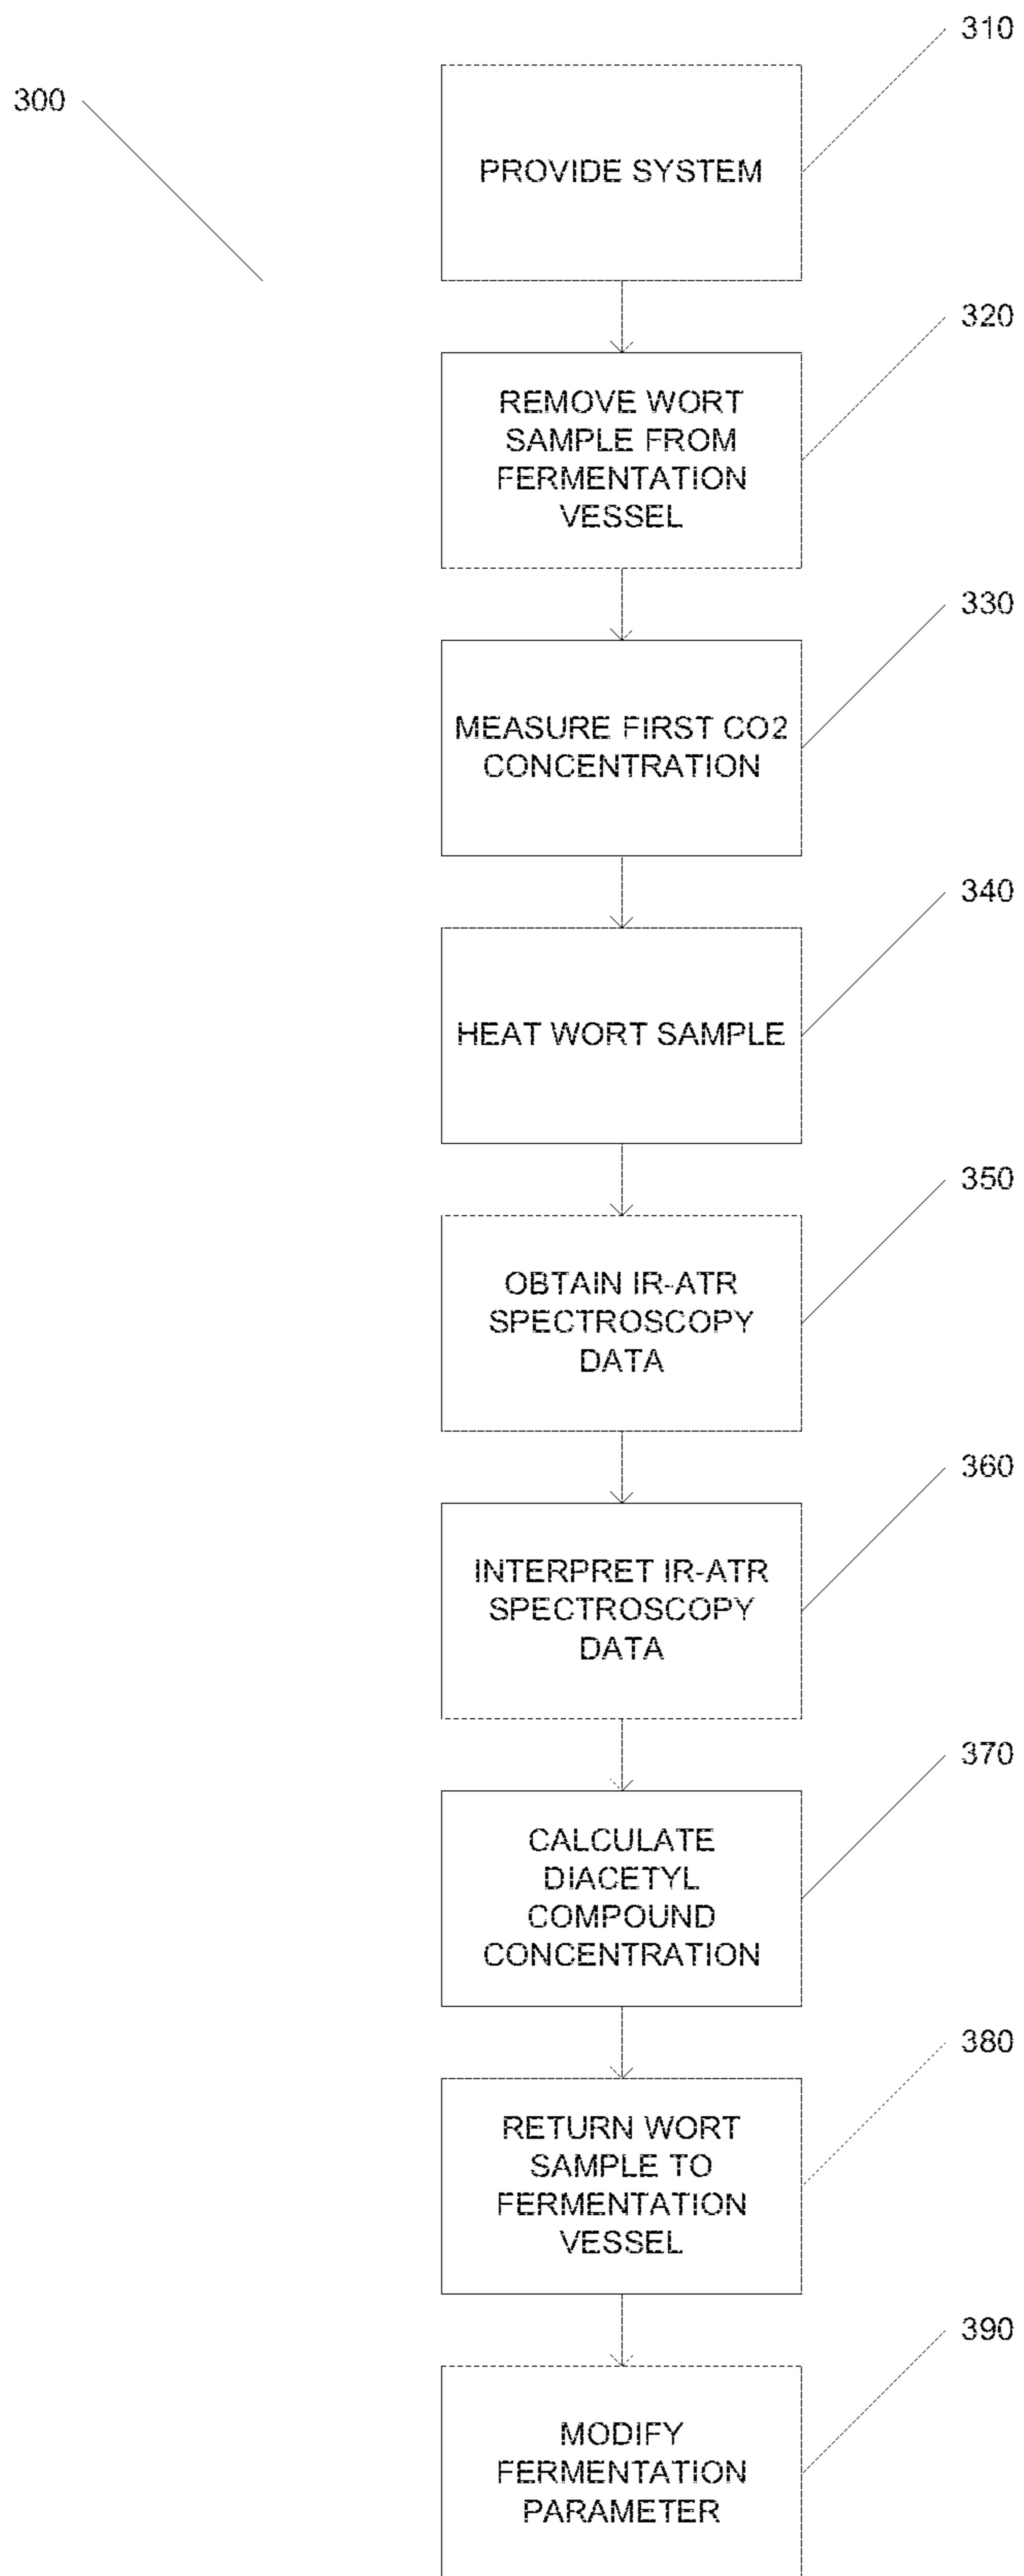 310
300
PROVIDE SYSTEM
320
REMOVE WORT
SAMPLE FROM
FERMENTATION
VESSEL
330
MEASURE FIRST CO2
CONCENTRATION
340
HEAT WORT SAMPLE
350
OBTAIN IR-ATR
SPECTROSCOPY
DATA
360
INTERPRET IR-ATR
SPECTROSCOPY
DATA
370
CALCULATE
DIACETYL
COMPOUND
CONCENTRATION
380
RETURN WORT
SAMPLE TO
FERMENTATION
VESSEL
390
MODIFY
FERMENTATION
PARAMETER